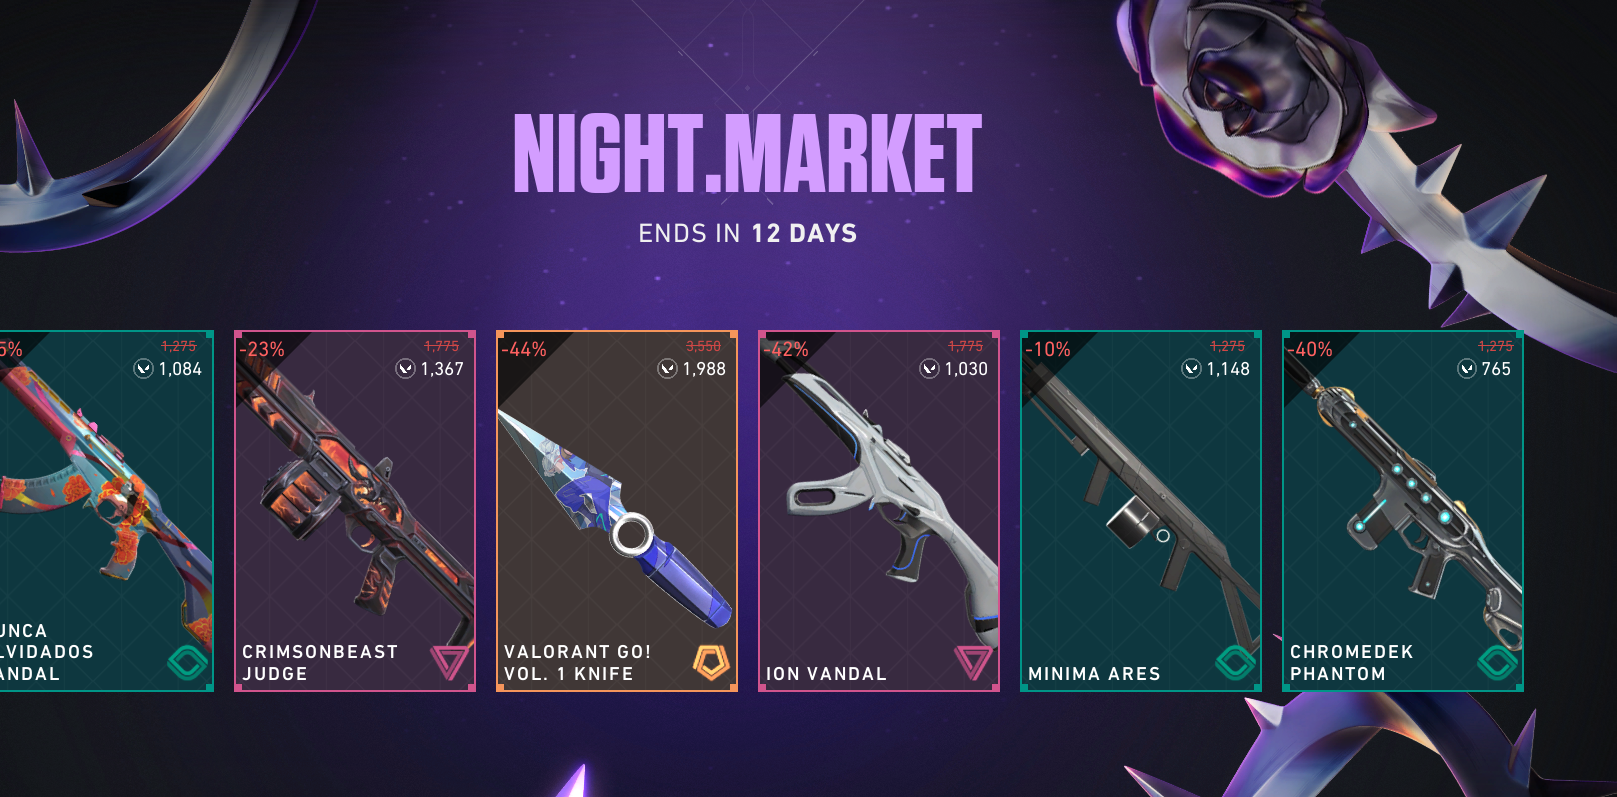 NIGHT.MARKET
ENDS IN 12 DAYS
5%
1,275
1,084
UNCA
LVIDADOS
ANDAL
-23%
1,775
1,367
CRIMSONBEAST
JUDGE
-44%
3,550
1,988
VALORANT GO!
VOL. 1 KNIFE
-42%
1,775
1,030
ION VANDAL
-10%
1,275
1,148
MINIMA ARES
-40%
1,275
765
CHROMEDEK
PHANTOM